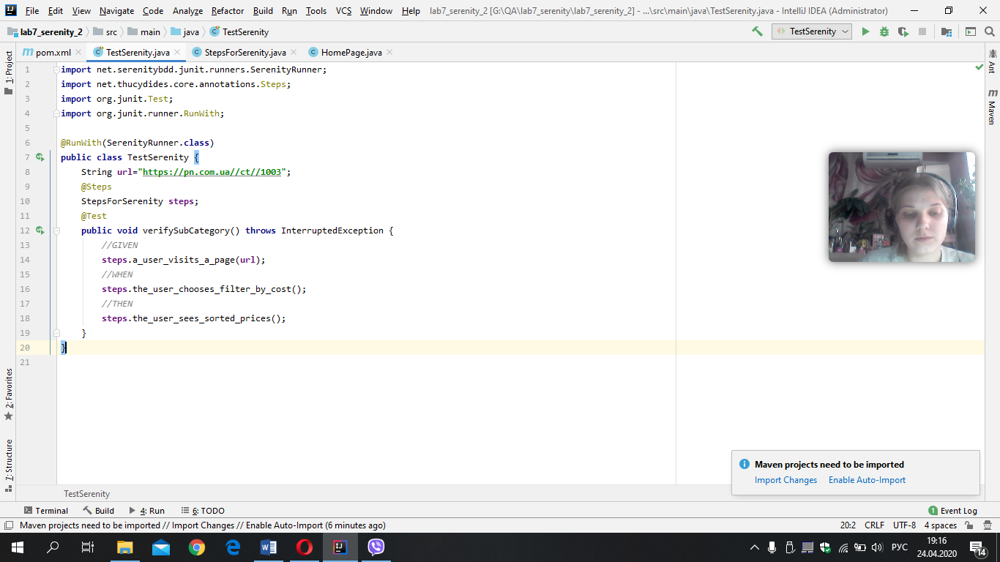 File Edit View Navigate Code Analyze Refactor Build Run Tools VCS Window Help lab7_serenity_2 [G:\QA\lab7_serenity\lab7_serenity_2] - ...\src\main\java\TestSerenity.java - IntelliJ IDEA (Administrator)
lab7_serenity_2 src main java TestSerenity TestSerenity
pom.xml TestSerenity.java StepsForSerenity.java HomePage.java
1: Project
2: Favorites
7: Structure
Ant
Maven
1 import net.serenitybdd.junit.runners.SerenityRunner;
2 import net.thucydides.core.annotations.Steps;
3 import org.junit.Test;
4 import org.junit.runner.RunWith;
5
6 @RunWith(SerenityRunner.class)
7 public class TestSerenity {
8 String url="https://pn.com.ua//ct//1003";
9 @Steps
10 StepsForSerenity steps;
11 @Test
12 public void verifySubCategory() throws InterruptedException {
13 //GIVEN
14 steps.a_user_visits_a_page(url);
15 //WHEN
16 steps.the_user_chooses_filter_by_cost();
17 //THEN
18 steps.the_user_sees_sorted_prices();
19 }
20 }
21
Maven projects need to be imported
Import Changes Enable Auto-Import
TestSerenity
Terminal Build 4: Run 6: TODO 1 Event Log
Maven projects need to be imported // Import Changes // Enable Auto-Import (6 minutes ago) 20:2 CRLF UTF-8 4 spaces
РУС
19:16
24.04.2020
14